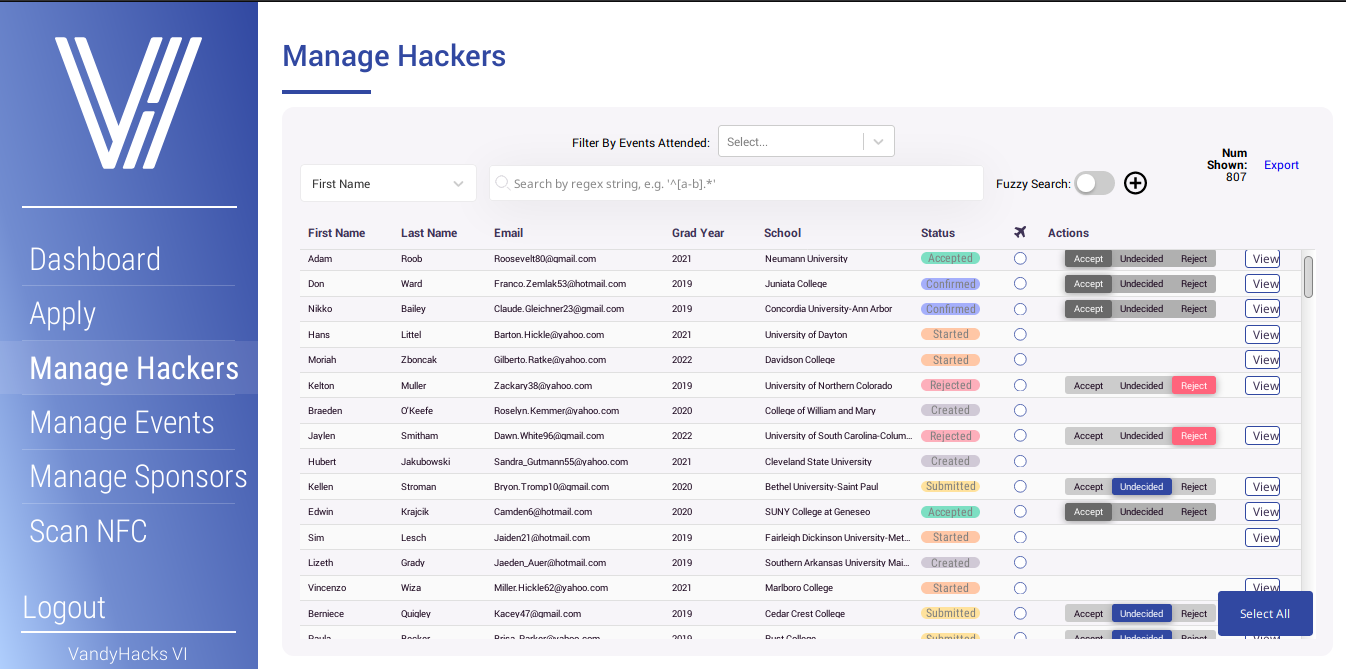 Manage Hackers
Dashboard
Apply
Manage Hackers
Manage Events
Manage Sponsors
Scan NFC
Logout
VandyHacks VI
Filter By Events Attended: Select...
First Name Search by regex string, e.g. '^[a-b].*' Fuzzy Search: Num Shown: 807 Export
First Name Last Name Email Grad Year School Status Actions
Adam Roob Roosevelt80@gmail.com 2021 Neumann University Accepted Accept Undecided Reject View
Don Ward Franco.Zemlak53@hotmail.com 2019 Juniata College Confirmed Accept Undecided Reject View
Nikko Bailey Claude.Gleichner23@gmail.com 2019 Concordia University-Ann Arbor Confirmed Accept Undecided Reject View
Hans Littel Barton.Hickle@yahoo.com 2021 University of Dayton Started View
Moriah Zboncak Gilberto.Ratke@yahoo.com 2022 Davidson College Started View
Kelton Muller Zackary38@yahoo.com 2019 University of Northern Colorado Rejected Accept Undecided Reject View
Braeden O'Keefe Roselyn.Kemmer@yahoo.com 2020 College of William and Mary Created
Jaylen Smitham Dawn.White96@gmail.com 2022 University of South Carolina-Colum... Rejected Accept Undecided Reject View
Hubert Jakubowski Sandra_Gutmann55@yahoo.com 2021 Cleveland State University Created
Kellen Stroman Bryon.Tromp10@gmail.com 2020 Bethel University-Saint Paul Submitted Accept Undecided Reject View
Edwin Krajcik Camden6@hotmail.com 2020 SUNY College at Geneseo Accepted Accept Undecided Reject View
Sim Lesch Jaiden21@hotmail.com 2019 Fairleigh Dickinson University-Met... Started View
Lizeth Grady Jaeden_Auer@hotmail.com 2019 Southern Arkansas University Mai... Created
Vincenzo Wiza Miller.Hickle62@yahoo.com 2021 Marlboro College Started View
Berniece Quigley Kacey47@gmail.com 2019 Cedar Crest College Submitted Accept Undecided Reject
Paula Becker Brisa_Parker@yahoo.com 2019 Rust College Submitted Accept Undecided Reject View
Select All